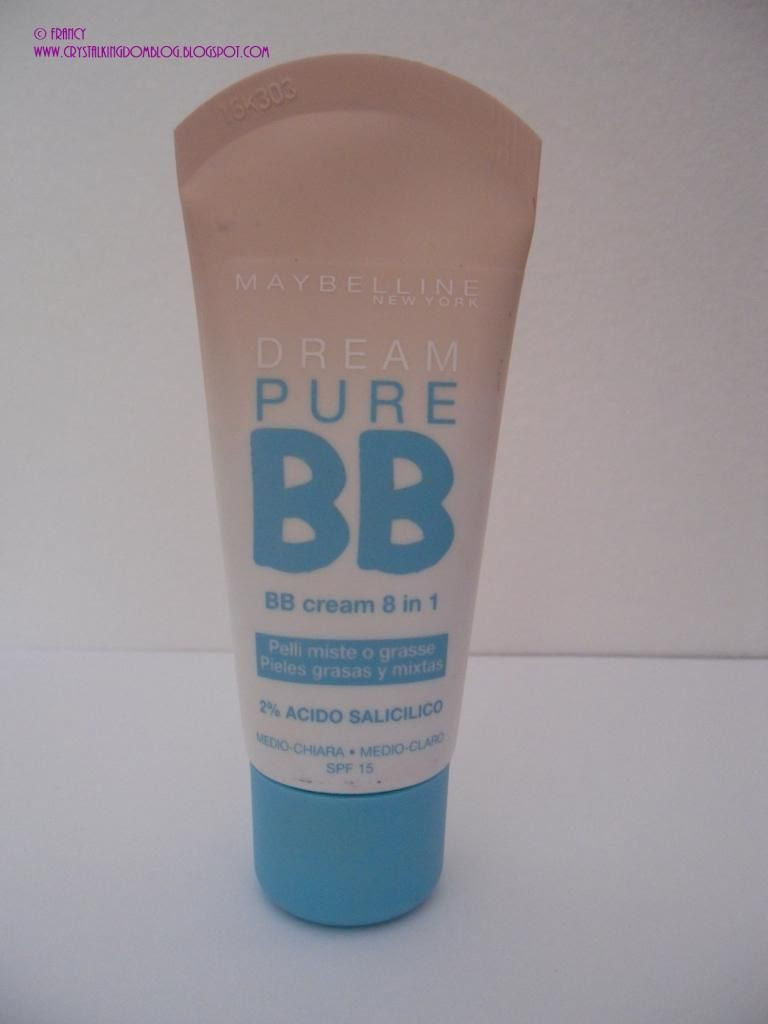 © FRANCY
WWW.CRYSTALKINGDOMBLOG.BLOGSPOT.COM
16K303
MAYBELLINE
NEW YORK
DREAM
PURE
BB
BB cream 8 in 1
Pelli miste o grasse
Pieles grasas y mixtas
2% ACIDO SALICILICO
MEDIO-CHIARA • MEDIO-CLARO
SPF 15